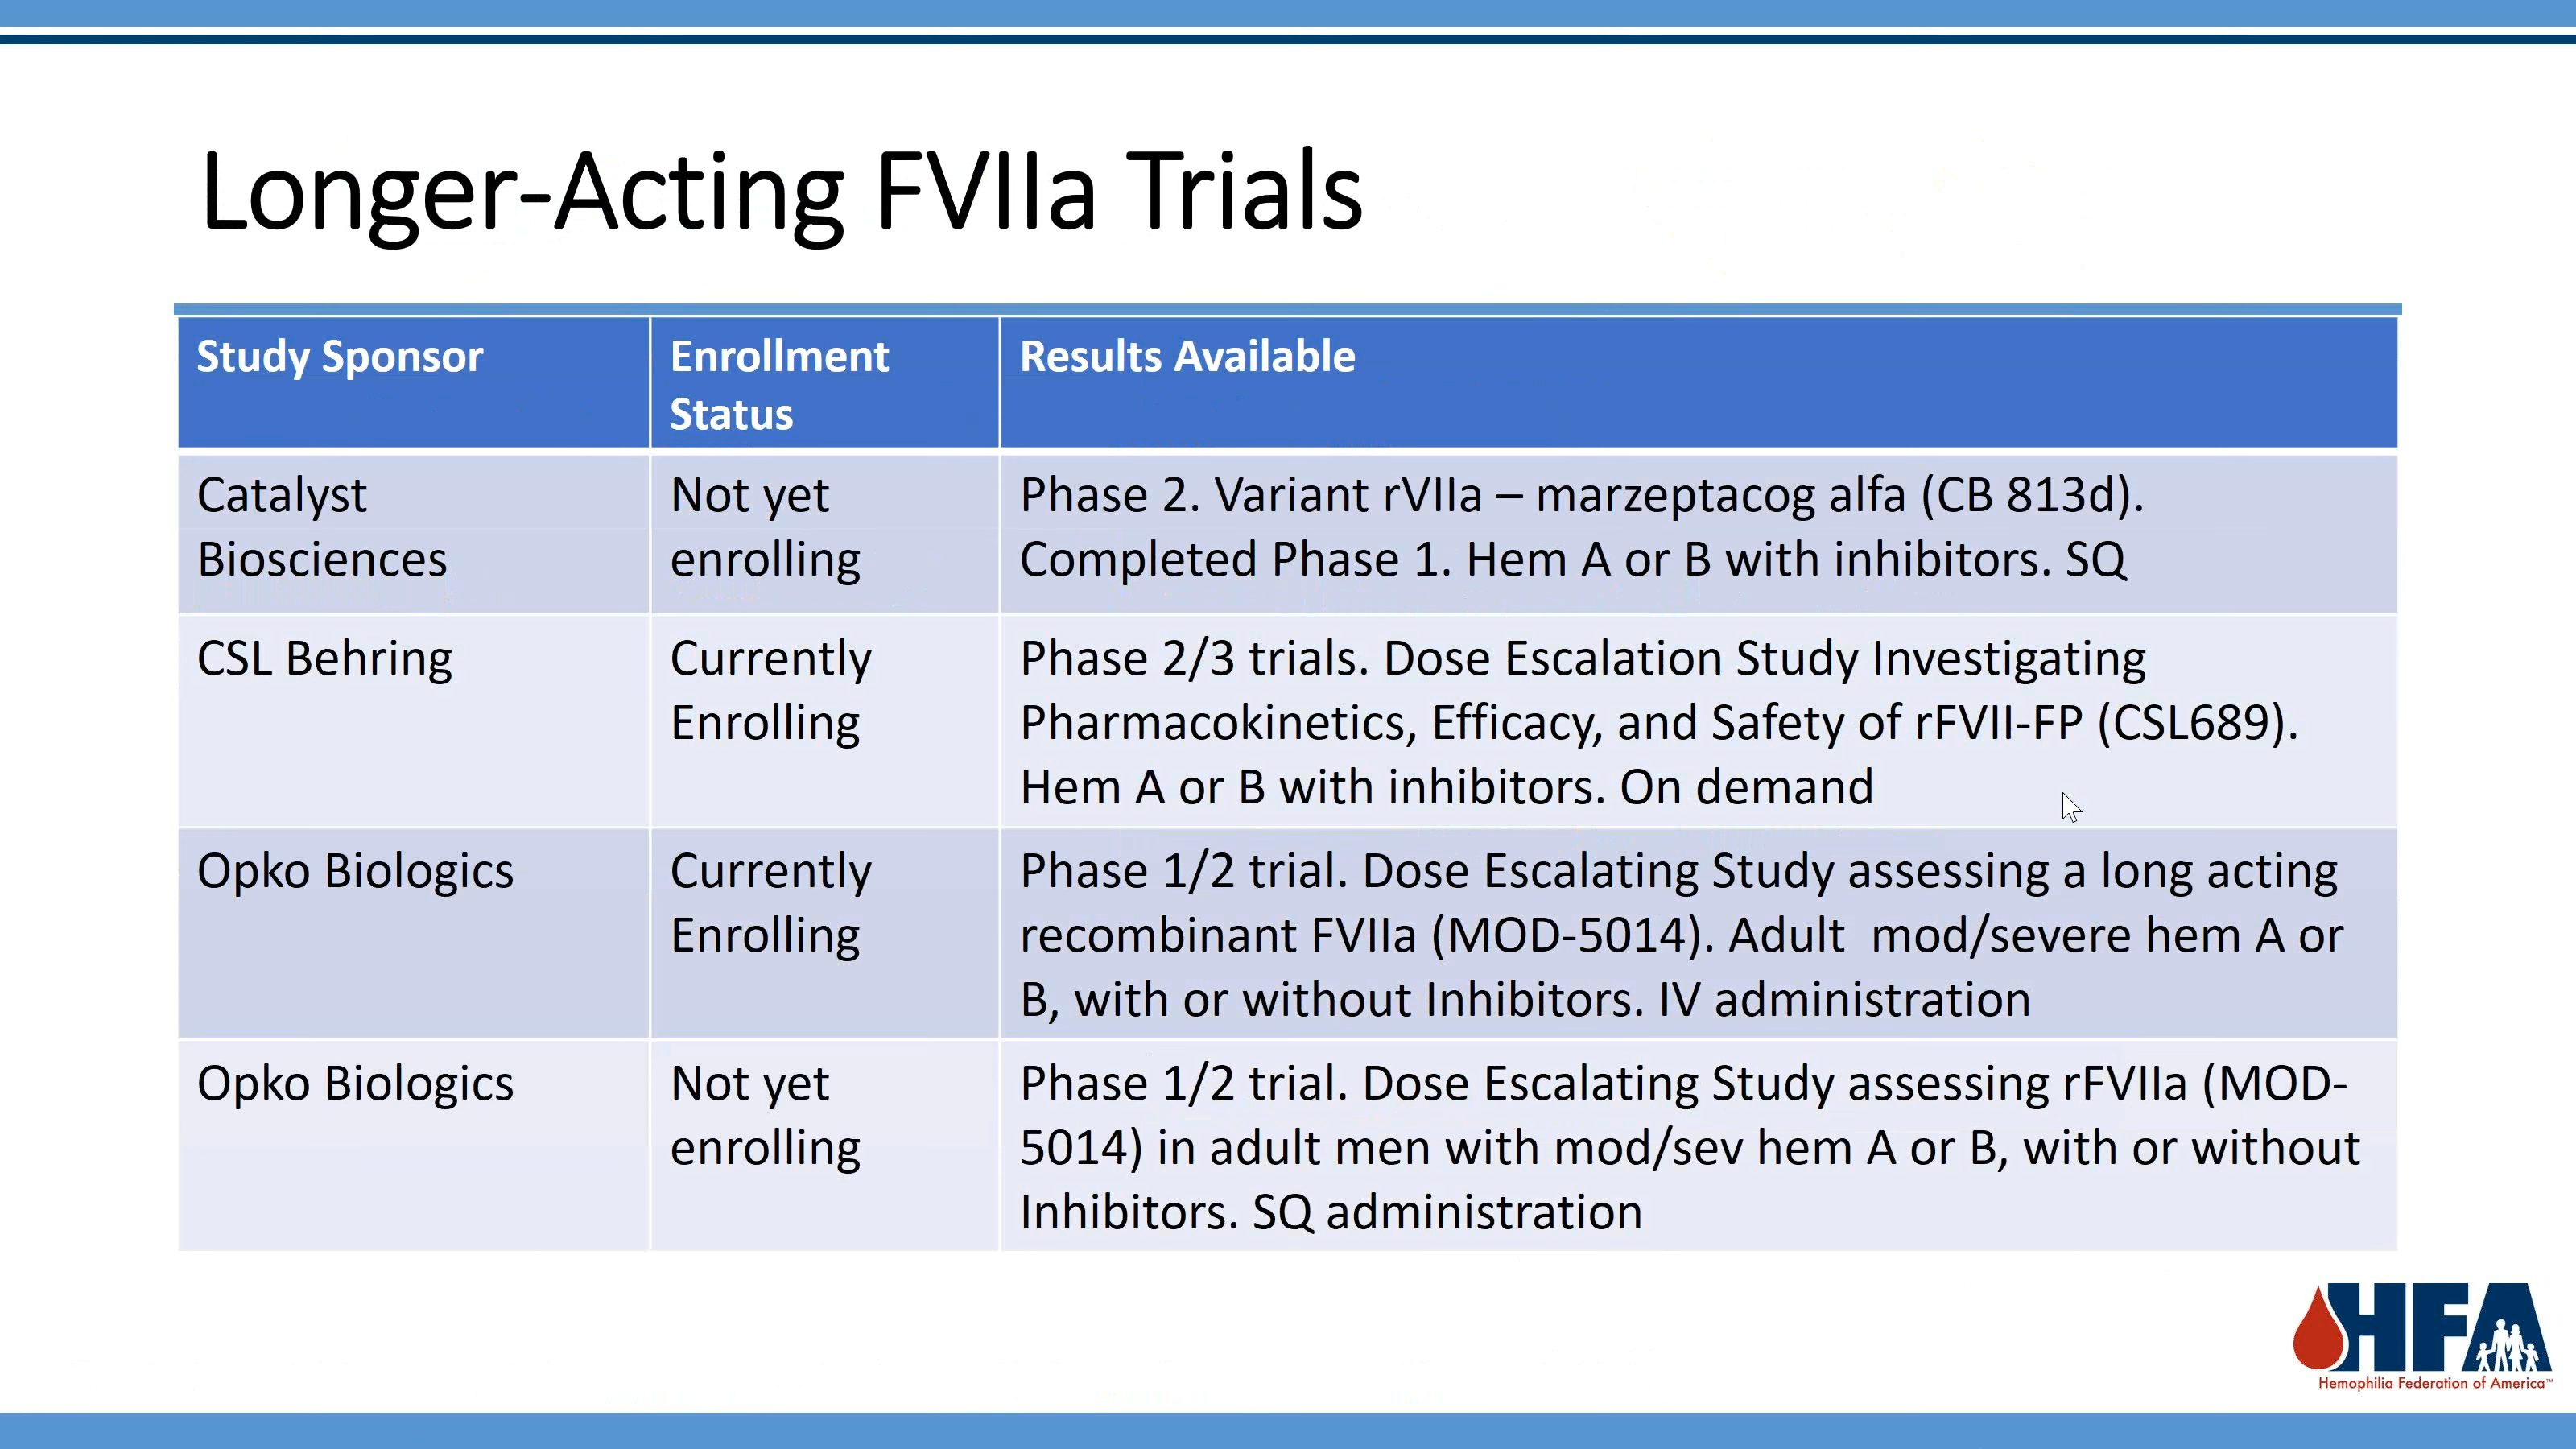 Longer-Acting FVIIa Trials
Study Sponsor
Enrollment
Status
Results Available
Catalyst
Biosciences
Not yet
enrolling
Phase 2. Variant rVIIa – marzeptacog alfa (CB 813d).
Completed Phase 1. Hem A or B with inhibitors. SQ
CSL Behring
Currently
Enrolling
Phase 2/3 trials. Dose Escalation Study Investigating
Pharmacokinetics, Efficacy, and Safety of rFVII-FP (CSL689).
Hem A or B with inhibitors. On demand
Opko Biologics
Currently
Enrolling
Phase 1/2 trial. Dose Escalating Study assessing a long acting
recombinant FVIIa (MOD-5014). Adult  mod/severe hem A or
B, with or without Inhibitors. IV administration
Opko Biologics
Not yet
enrolling
Phase 1/2 trial. Dose Escalating Study assessing rFVIIa (MOD-
5014) in adult men with mod/sev hem A or B, with or without
Inhibitors. SQ administration
HFA
Hemophilia Federation of America™